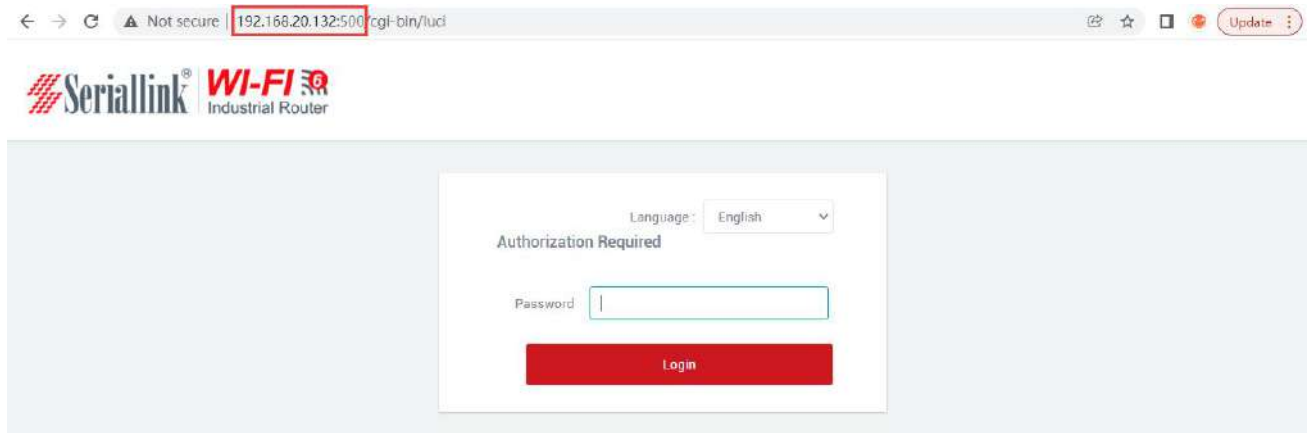 Not secure | 192.168.20.132:500/cgi-bin/luci
Update
Seriallink® WI-FI 6
Industrial Router
Language: English
Authorization Required
Password
Login